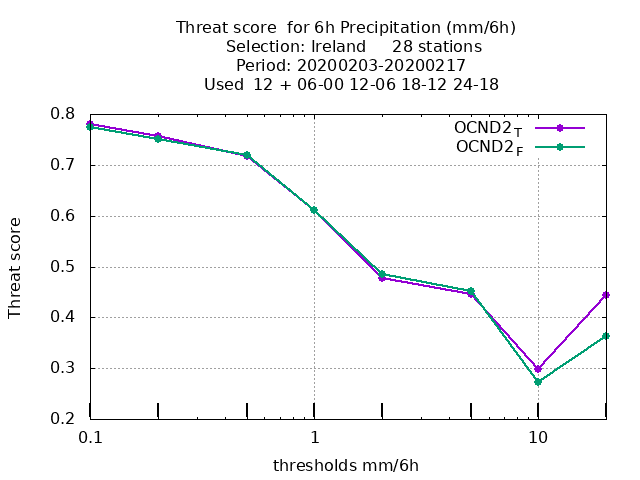 Threat score  for 6h Precipitation (mm/6h)
Selection: Ireland     28 stations
Period: 20200203-20200217
Used  12 + 06-00 12-06 18-12 24-18
OCND2T
OCND2F
Threat score
0.8
0.7
0.6
0.5
0.4
0.3
0.2
0.1 1 10
thresholds mm/6h